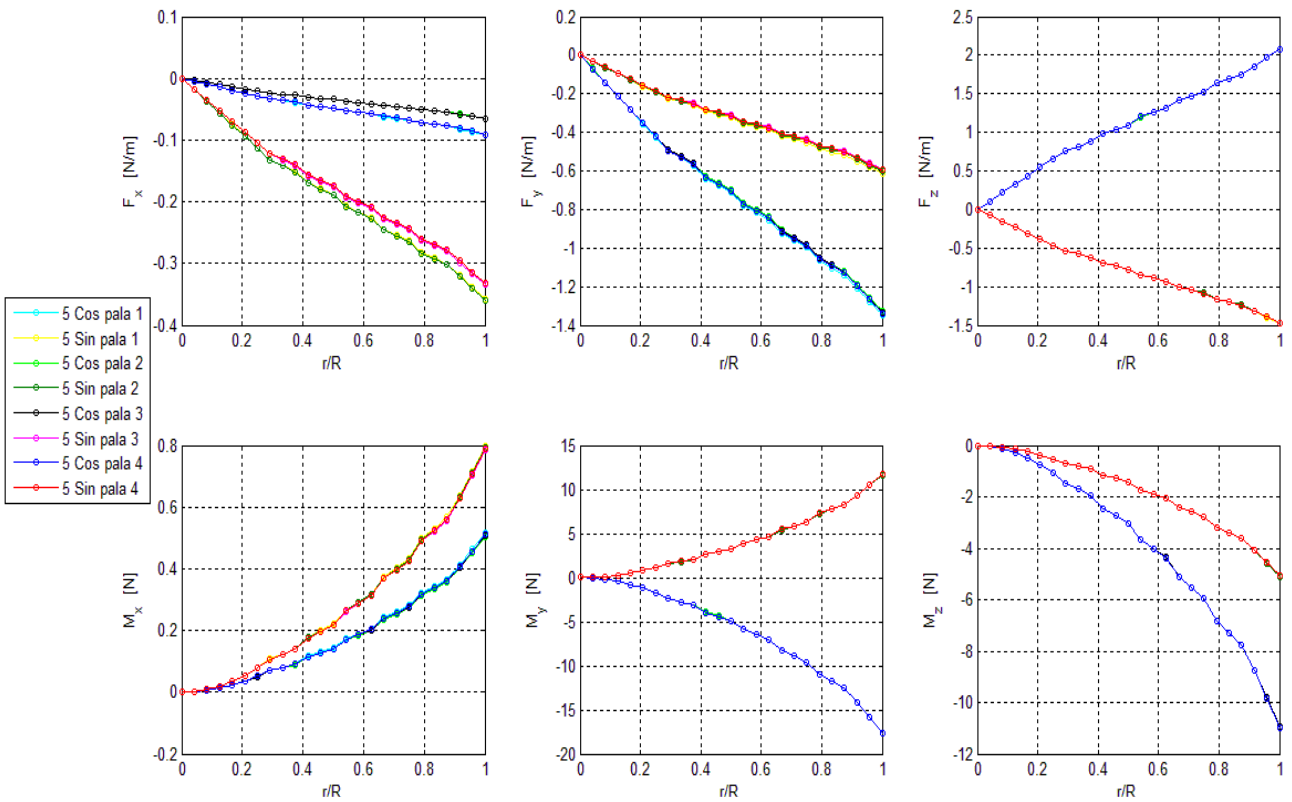 0.1
0
-0.1
-0.2
-0.3
-0.4
F_x [N/m]
0 0.2 0.4 0.6 0.8 1
r/R
0.2
0
-0.2
-0.4
-0.6
-0.8
-1
-1.2
-1.4
F_y [N/m]
0 0.2 0.4 0.6 0.8 1
r/R
2.5
2
1.5
1
0.5
0
-0.5
-1
-1.5
F_z [N/m]
0 0.2 0.4 0.6 0.8 1
r/R
5 Cos pala 1
5 Sin pala 1
5 Cos pala 2
5 Sin pala 2
5 Cos pala 3
5 Sin pala 3
5 Cos pala 4
5 Sin pala 4
0.8
0.6
0.4
0.2
0
-0.2
M_x [N]
0 0.2 0.4 0.6 0.8 1
r/R
15
10
5
0
-5
-10
-15
-20
M_y [N]
0 0.2 0.4 0.6 0.8 1
r/R
0
-2
-4
-6
-8
-10
-12
M_z [N]
0 0.2 0.4 0.6 0.8 1
r/R